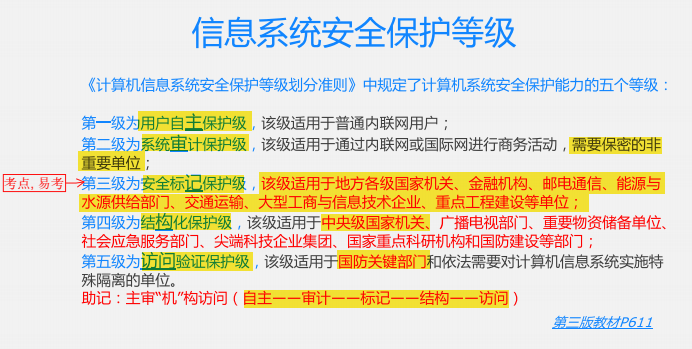 信息系统安全保护等级
《计算机信息系统安全保护等级划分准则》中规定了计算机系统安全保护能力的五个等级：
第一级为用户自主保护级，该级适用于普通内联网用户；
第二级为系统审计保护级，该级适用于通过内联网或国际网进行商务活动，需要保密的非
重要单位；
考点,易考
第三级为安全标记保护级，该级适用于地方各级国家机关、金融机构、邮电通信、能源与
水源供给部门、交通运输、大型工商与信息技术企业、重点工程建设等单位；
第四级为结构化保护级，该级适用于中央级国家机关、广播电视部门、重要物资储备单位、
社会应急服务部门、尖端科技企业集团、国家重点科研机构和国防建设等部门；
第五级为访问验证保护级，该级适用于国防关键部门和依法需要对计算机信息系统实施特
殊隔离的单位。
助记：主审“机”构访问（自主——审计——标记——结构——访问）
第三版教材P611